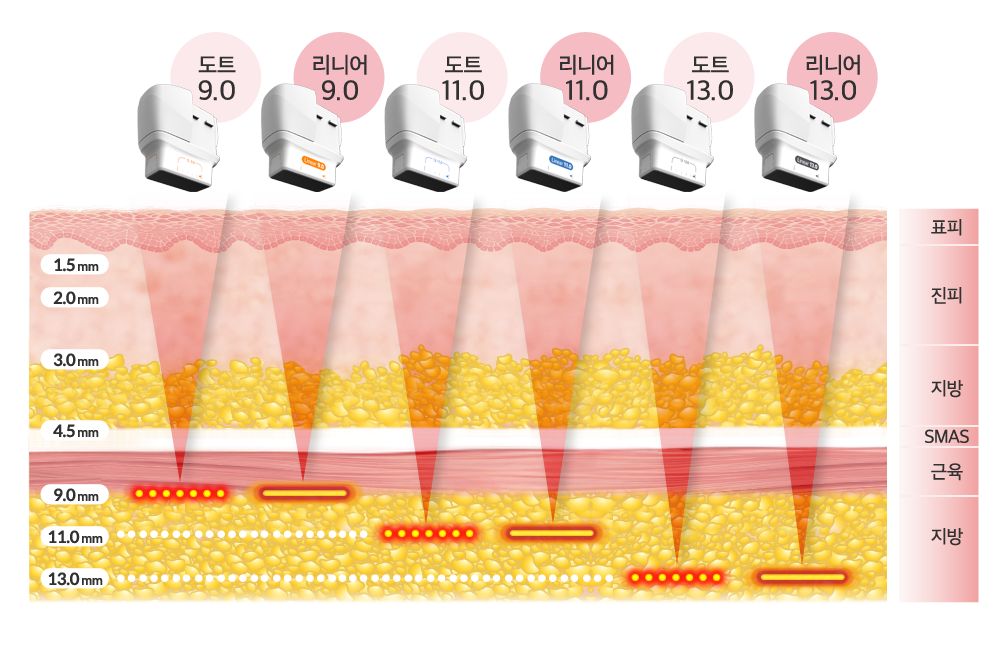 도트
9.0
리니어
9.0
도트
11.0
리니어
11.0
도트
13.0
리니어
13.0
Linear 9.0
Linear 11.0
Linear 13.0
표피
1.5 mm
진피
2.0 mm
3.0 mm
지방
4.5 mm
SMAS
근육
9.0 mm
11.0 mm
지방
13.0 mm